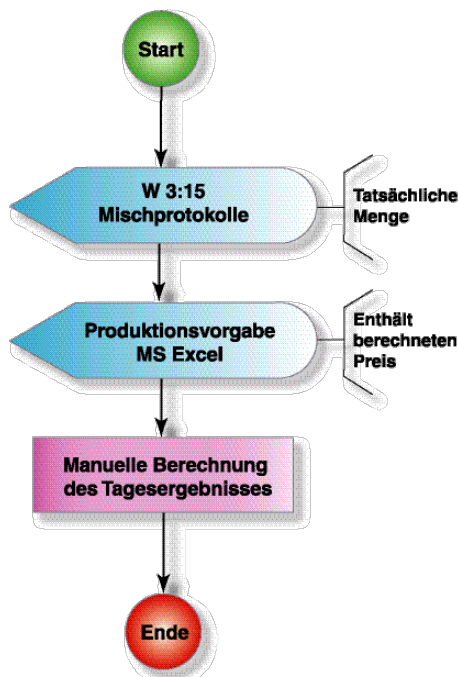 Start
W 3:15
Mischprotokolle
Tatsächliche
Menge
Produktionsvorgabe
MS Excel
Enthält
berechneten
Preis
Manuelle Berechnung
des Tagesergebnisses
Ende